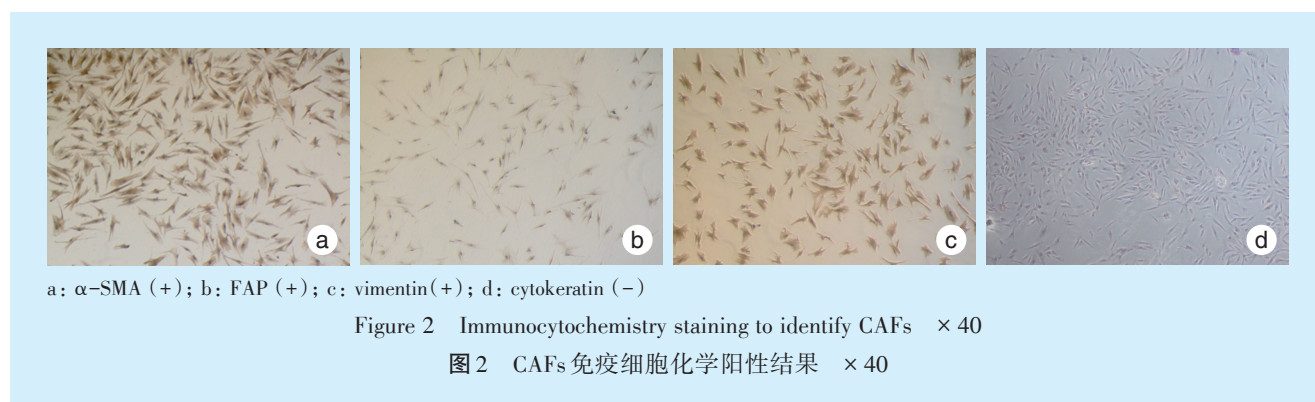 a b c d
a: α-SMA (+); b: FAP (+); c: vimentin(+); d: cytokeratin (-)
Figure 2 Immunocytochemistry staining to identify CAFs ×40
图2 CAFs免疫细胞化学阳性结果 ×40